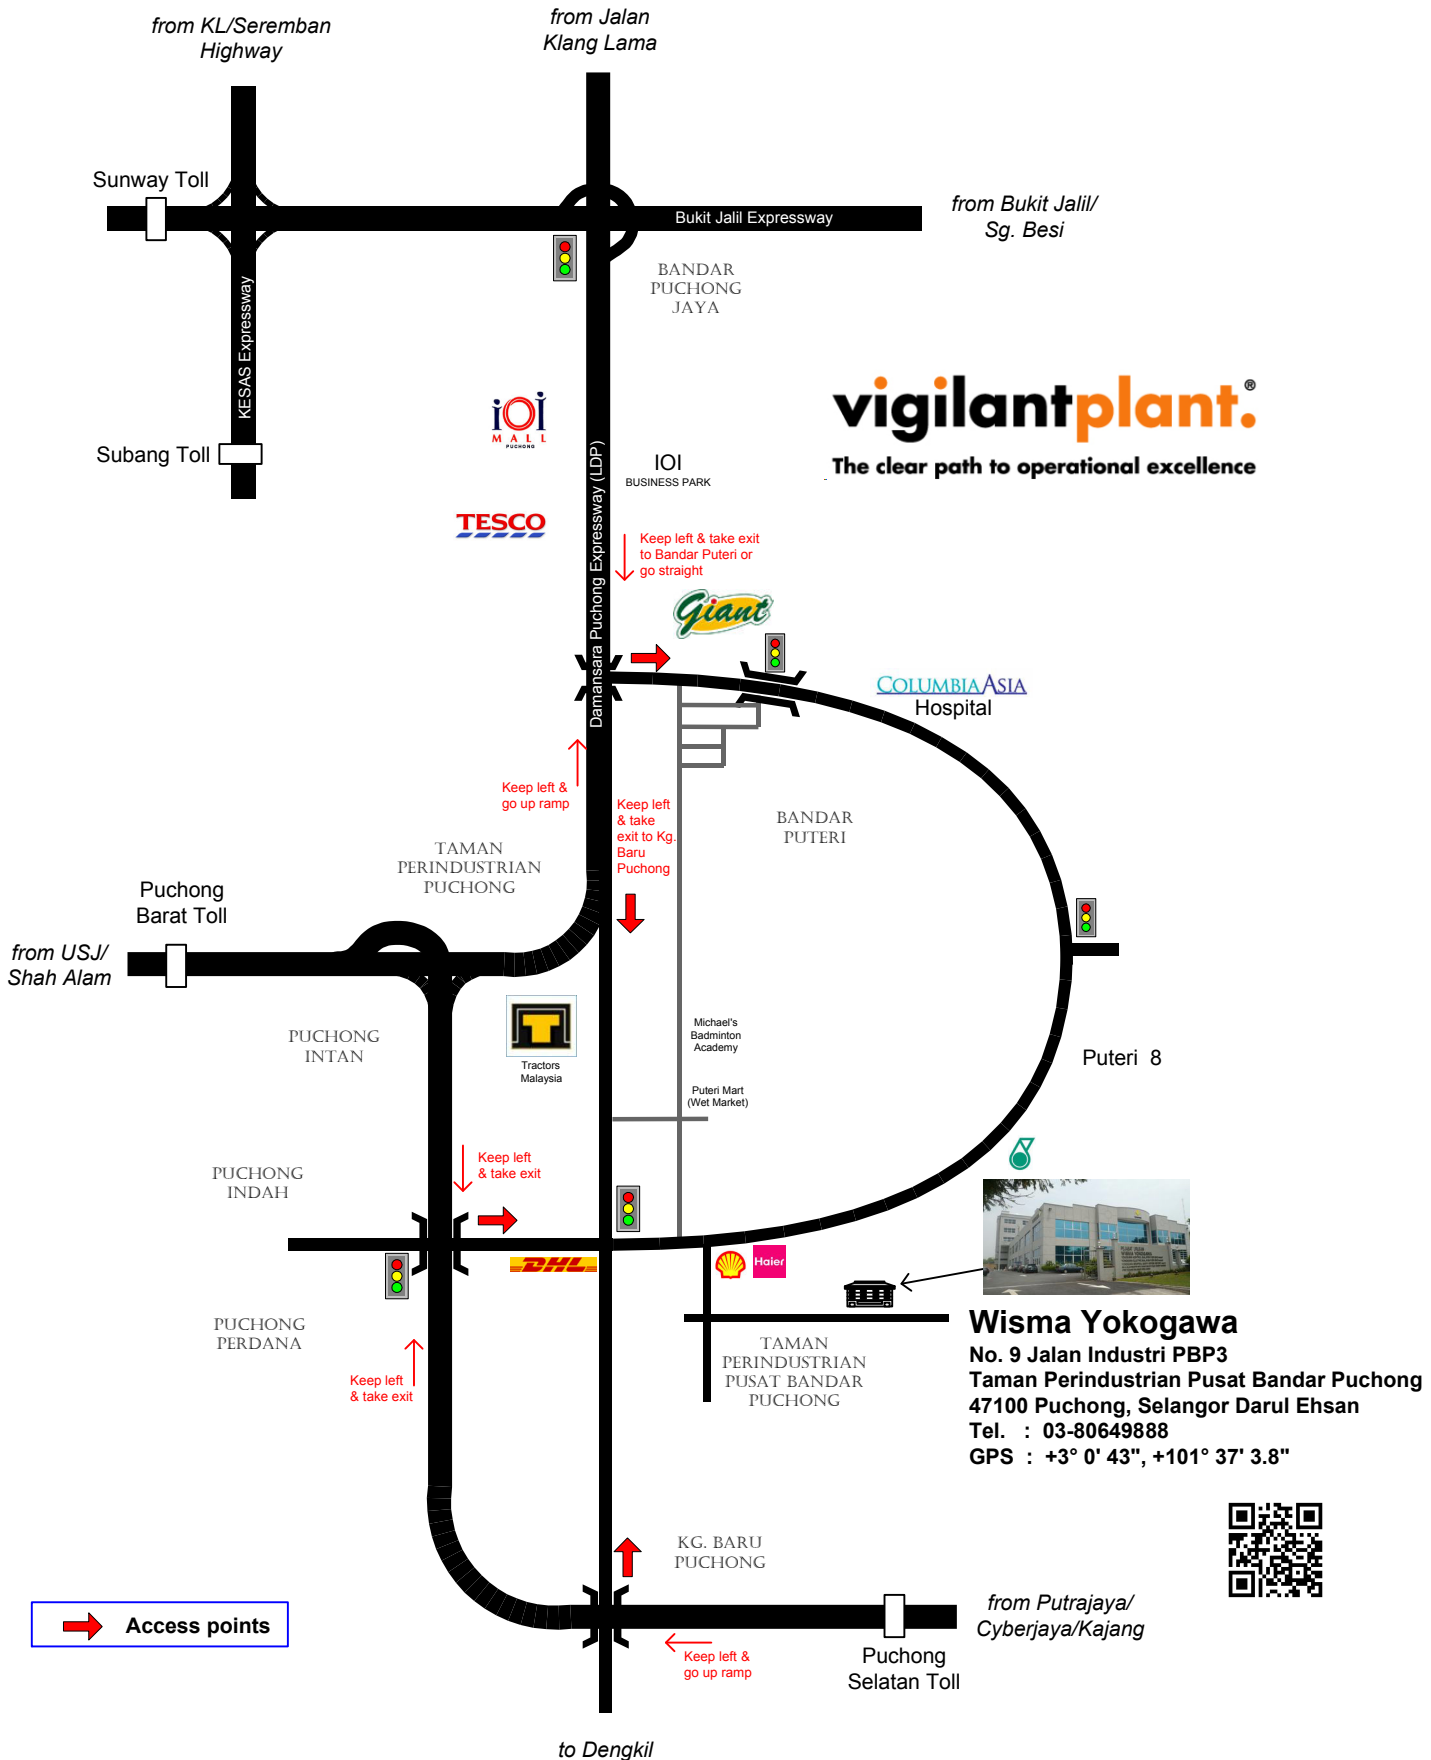 from KL/Seremban
Highway
from Jalan
Klang Lama
Sunway Toll
Bukit Jalil Expressway
from Bukit Jalil/
Sg. Besi
BANDAR
PUCHONG
JAYA
KESAS Expressway
Subang Toll
IOI
MALL
PUCHONG
IOI
BUSINESS PARK
vigilantplant.®
The clear path to operational excellence
TESCO
Damansara Puchong Expressway (LDP)
Keep left & take exit
to Bandar Puteri or
go straight
Giant
COLUMBIA ASIA
Hospital
Keep left &
go up ramp
Keep left
& take
exit to Kg.
Baru
Puchong
BANDAR
PUTERI
TAMAN
PERINDUSTRIAN
PUCHONG
Puchong
Barat Toll
from USJ/
Shah Alam
PUCHONG
INTAN
T
Tractors
Malaysia
Michael's
Badminton
Academy
Puteri 8
Puteri Mart
(Wet Market)
Keep left
& take exit
PUCHONG
INDAH
DHL
Haier
PUCHONG
PERDANA
Keep left
& take exit
TAMAN
PERINDUSTRIAN
PUSAT BANDAR
PUCHONG
Wisma Yokogawa
No. 9 Jalan Industri PBP3
Taman Perindustrian Pusat Bandar Puchong
47100 Puchong, Selangor Darul Ehsan
Tel. : 03-80649888
GPS : +3° 0' 43", +101° 37' 3.8"
KG. BARU
PUCHONG
Access points
from Putrajaya/
Cyberjaya/Kajang
Keep left &
go up ramp
Puchong
Selatan Toll
to Dengkil